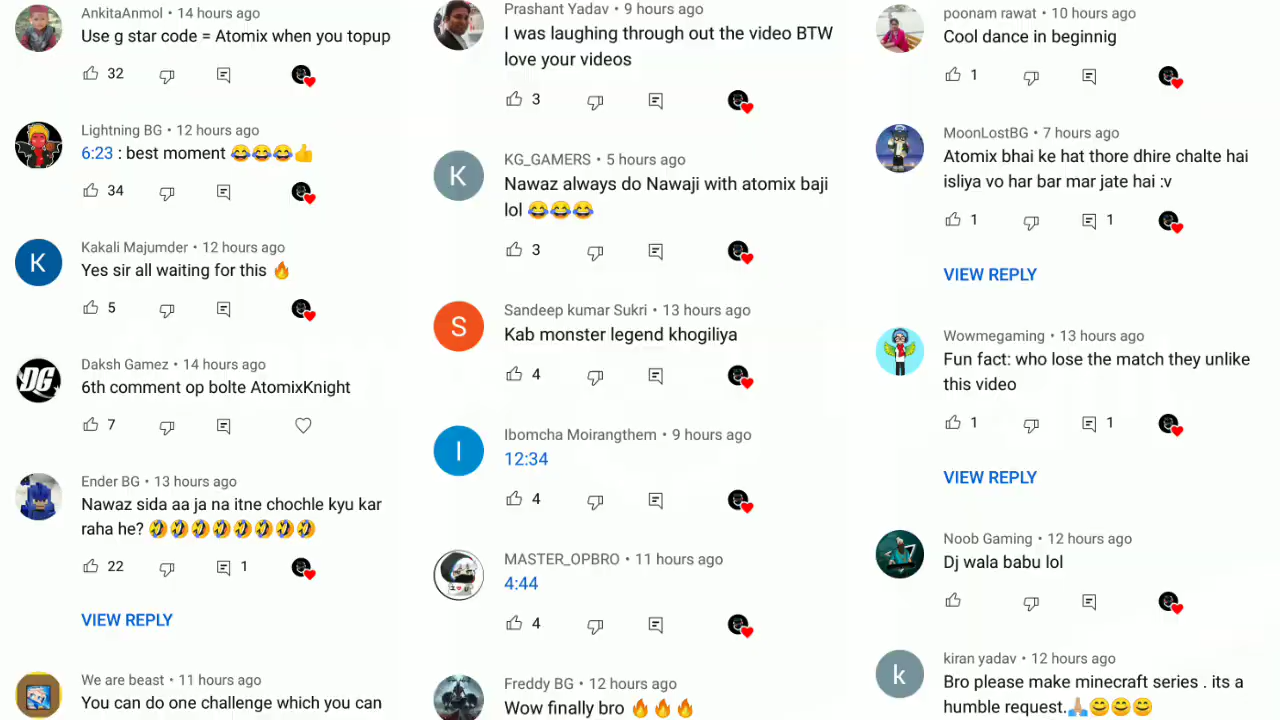 AnkitaAnmol • 14 hours ago
Use g star code = Atomix when you topup
32
Lightning BG • 12 hours ago
6:23 : best moment 😂😂😂👍
34
K
Kakali Majumder • 12 hours ago
Yes sir all waiting for this 🔥
5
DG
Daksh Gamez • 14 hours ago
6th comment op bolte AtomixKnight
7
Ender BG • 13 hours ago
Nawaz sida aa ja na itne chochle kyu kar
raha he? 🤣🤣🤣🤣🤣🤣🤣🤣
22 1
VIEW REPLY
We are beast • 11 hours ago
You can do one challenge which you can
Prashant Yadav • 9 hours ago
I was laughing through out the video BTW
love your videos
3
K
KG_GAMERS • 5 hours ago
Nawaz always do Nawaji with atomix baji
lol 😂😂😂
3
S
Sandeep kumar Sukri • 13 hours ago
Kab monster legend khogiliya
4
I
Ibomcha Moirangthem • 9 hours ago
12:34
4
MASTER_OPBRO • 11 hours ago
4:44
4
Freddy BG • 12 hours ago
Wow finally bro 🔥🔥🔥
poonam rawat • 10 hours ago
Cool dance in beginnig
1
MoonLostBG • 7 hours ago
Atomix bhai ke hat thore dhire chalte hai
isliya vo har bar mar jate hai :v
1 1
VIEW REPLY
Wowmegaming • 13 hours ago
Fun fact: who lose the match they unlike
this video
1 1
VIEW REPLY
Noob Gaming • 12 hours ago
Dj wala babu lol
k
kiran yadav • 12 hours ago
Bro please make minecraft series . its a
humble request.🙏🏼😊😊😊